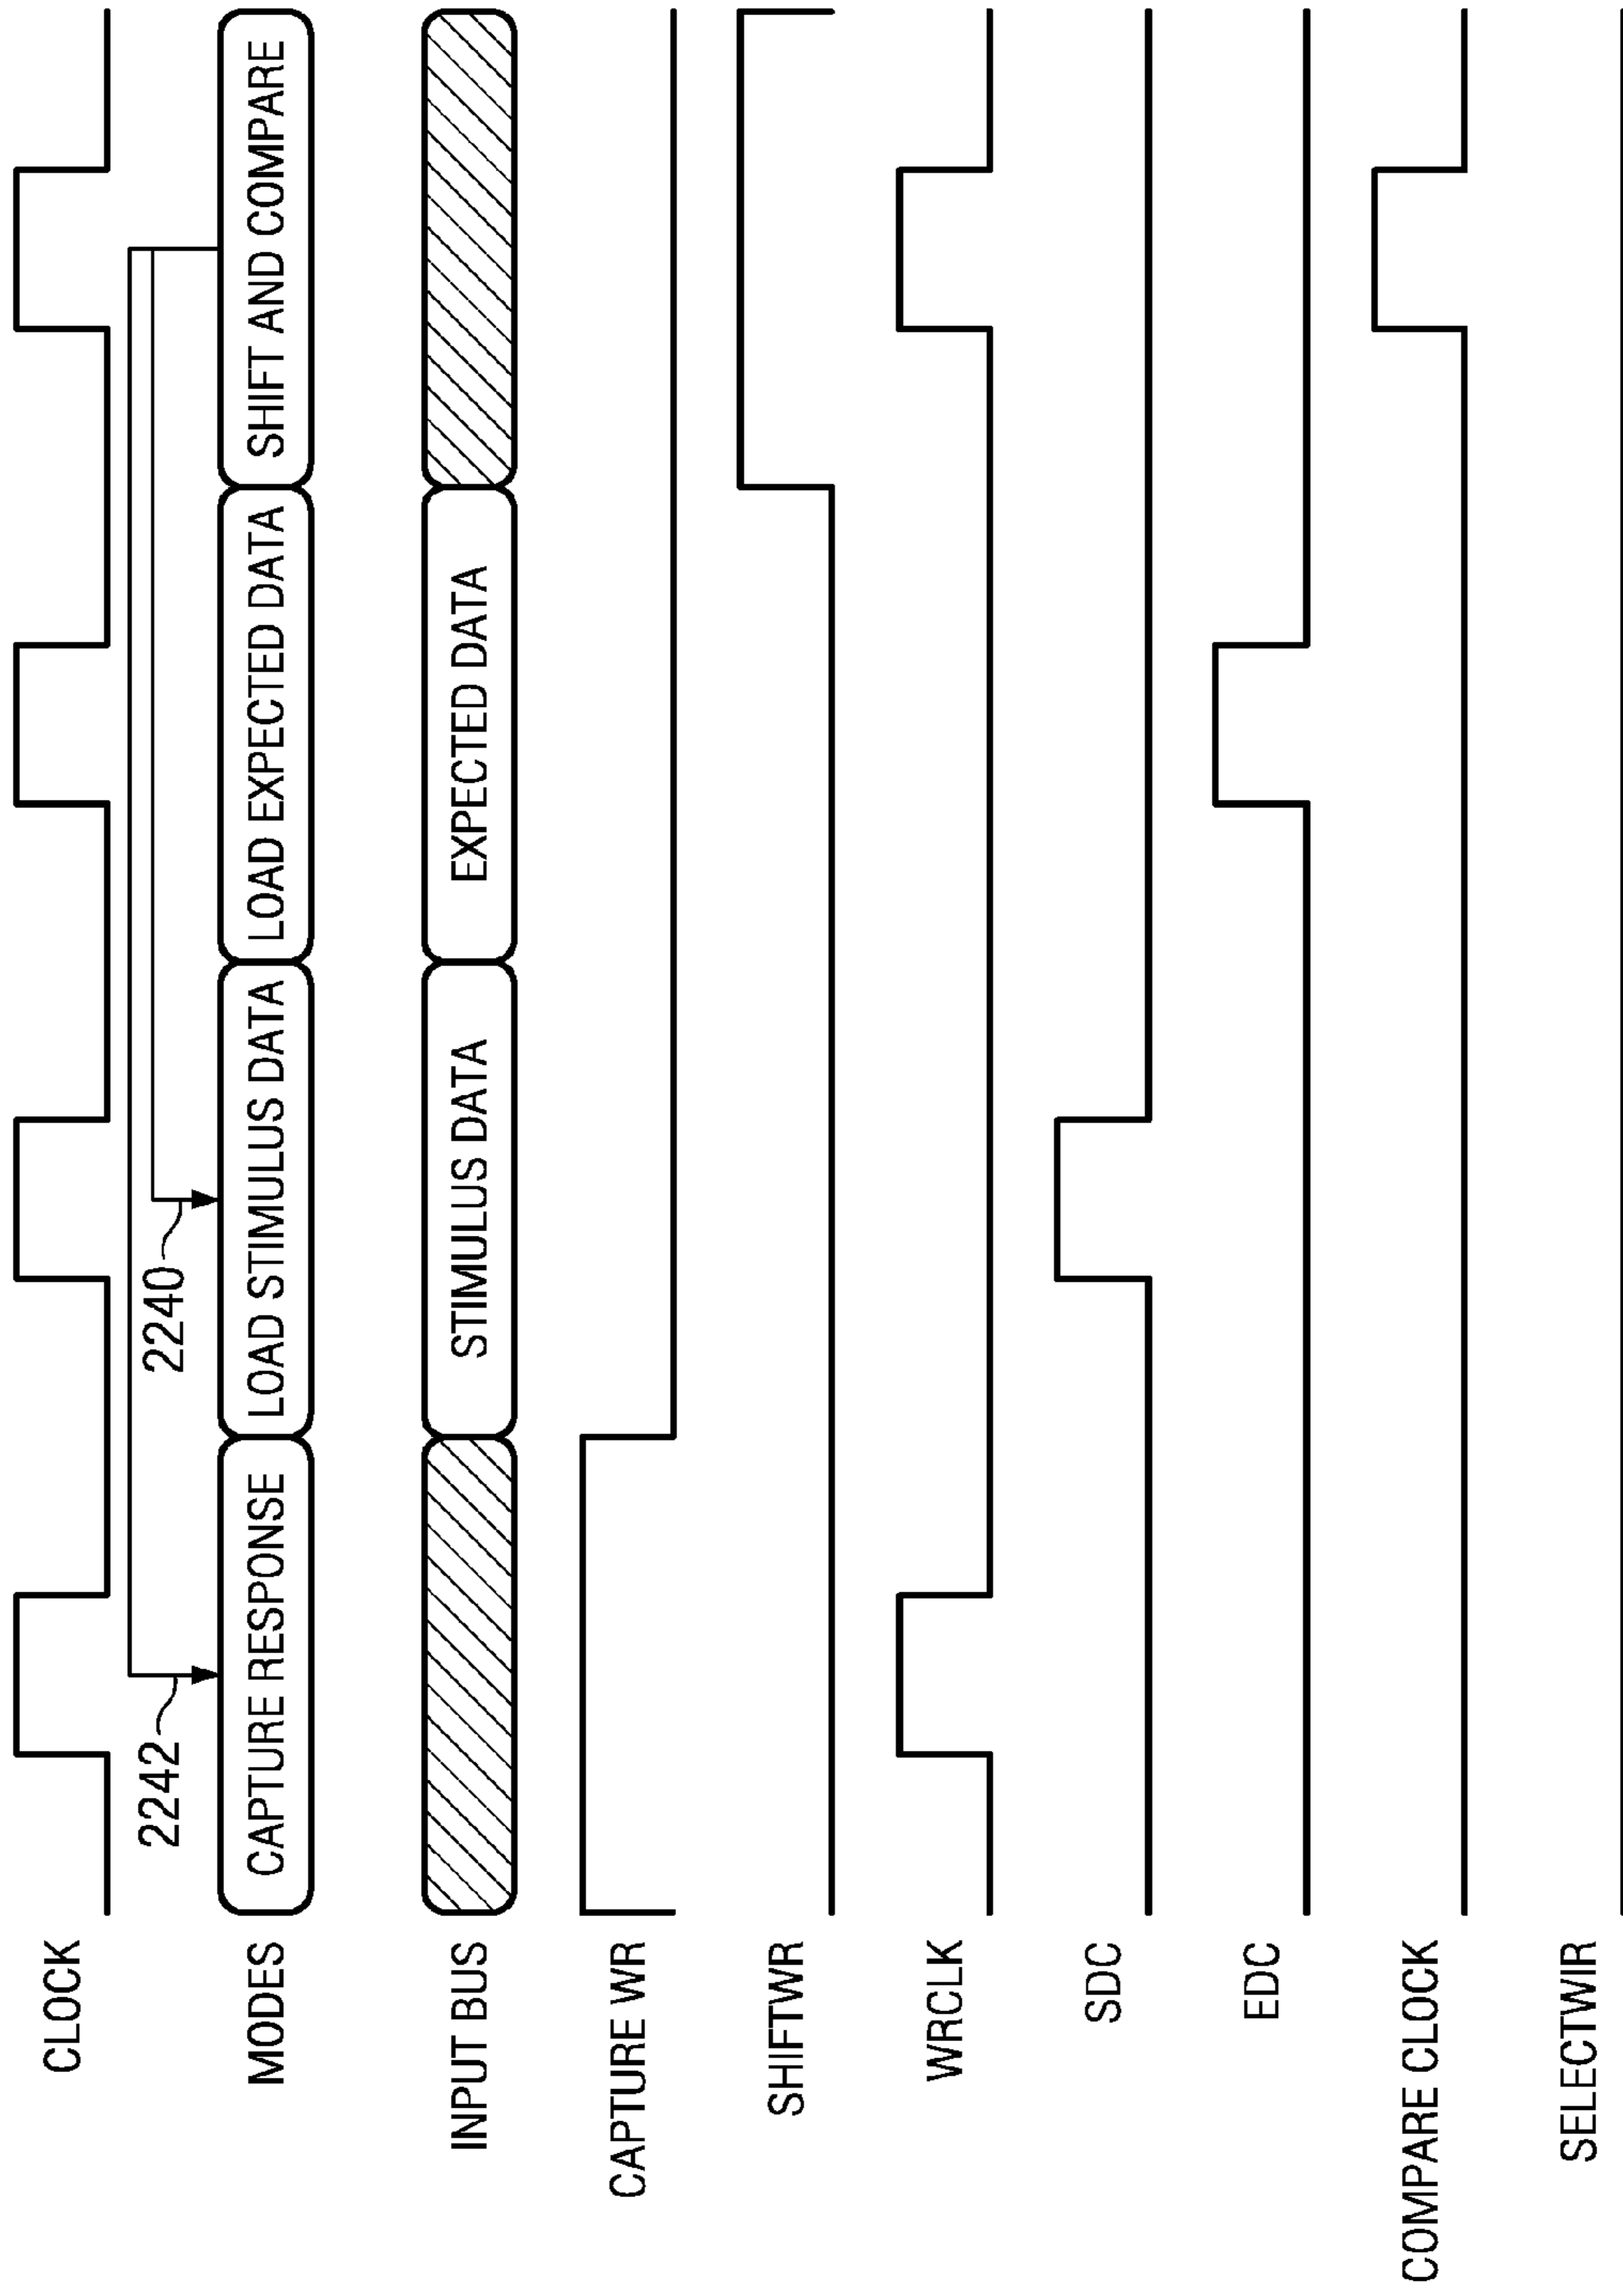 CLOCK
2242
2240
MODES
CAPTURE RESPONSE
LOAD STIMULUS DATA
LOAD EXPECTED DATA
SHIFT AND COMPARE
INPUT BUS
STIMULUS DATA
EXPECTED DATA
CAPTURE WR
SHIFTWR
WRCLK
SDC
EDC
COMPARE CLOCK
SELECTWIR